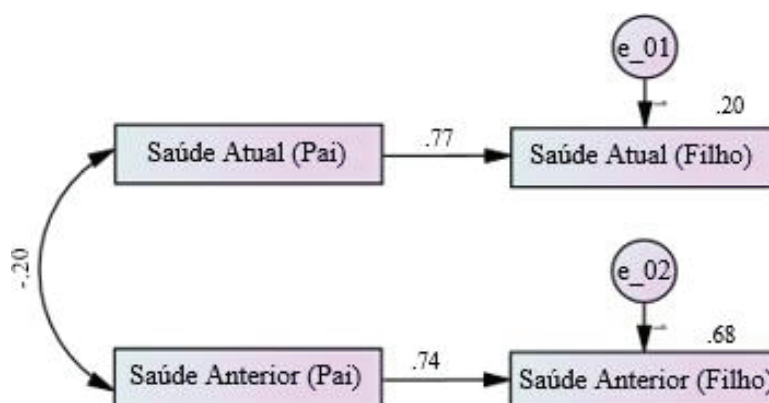 e_01
.20
Saúde Atual (Pai)
.77
Saúde Atual (Filho)
-.20
e_02
.68
Saúde Anterior (Pai)
.74
Saúde Anterior (Filho)